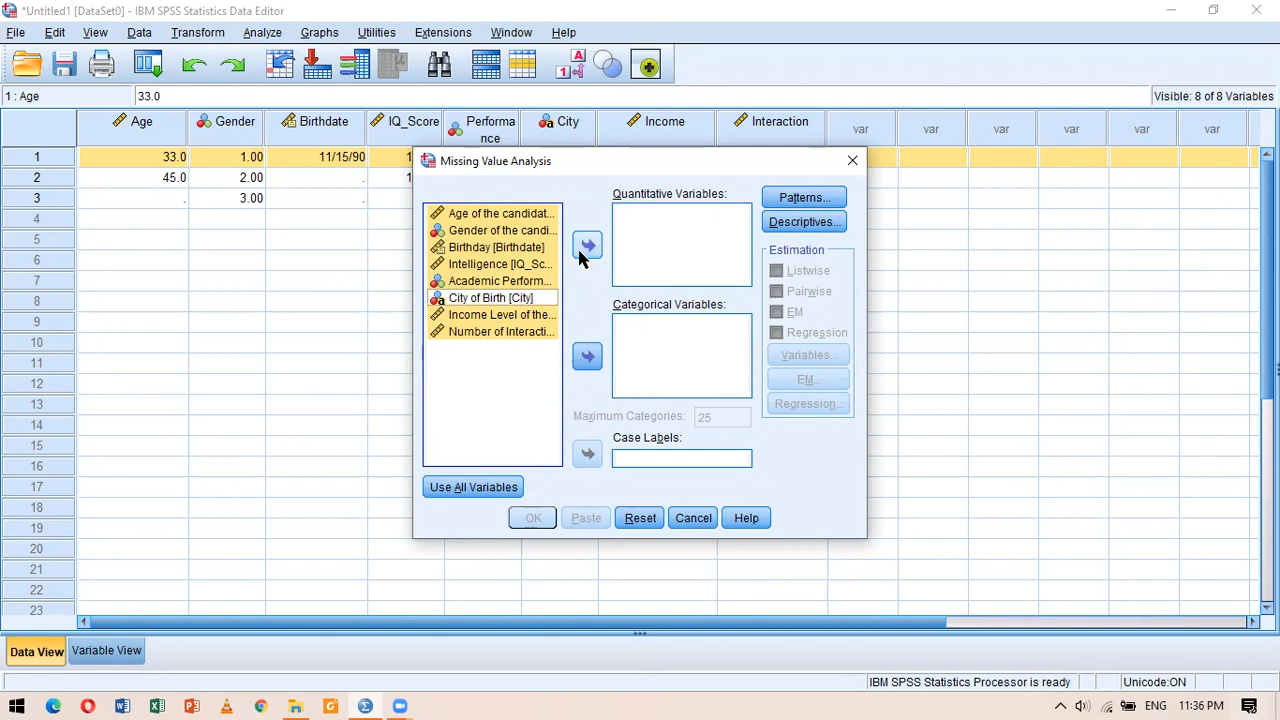 *Untitled1 [DataSet0] - IBM SPSS Statistics Data Editor
File Edit View Data Transform Analyze Graphs Utilities Extensions Window Help
1 : Age 33.0 Visible: 8 of 8 Variables
Age Gender Birthdate IQ_Score Performa nce City Income Interaction var var var var var var
1 33.0 1.00 11/15/90 1
2 45.0 2.00 . 1
3 . 3.00
4
5
6
7
8
9
10
11
12
13
14
15
16
17
18
19
20
21
22
23
Missing Value Analysis
Age of the candidat...
Gender of the candi...
Birthday [Birthdate]
Intelligence [IQ_Sc...
Academic Perform...
City of Birth [City]
Income Level of the...
Number of Interacti...
Use All Variables
Quantitative Variables:
Categorical Variables:
Maximum Categories: 25
Case Labels:
Patterns...
Descriptives...
Estimation
Listwise
Pairwise
EM
Regression
Variables...
EM...
Regression...
OK Paste Reset Cancel Help
Data View Variable View
IBM SPSS Statistics Processor is ready Unicode:ON
ENG 11:36 PM